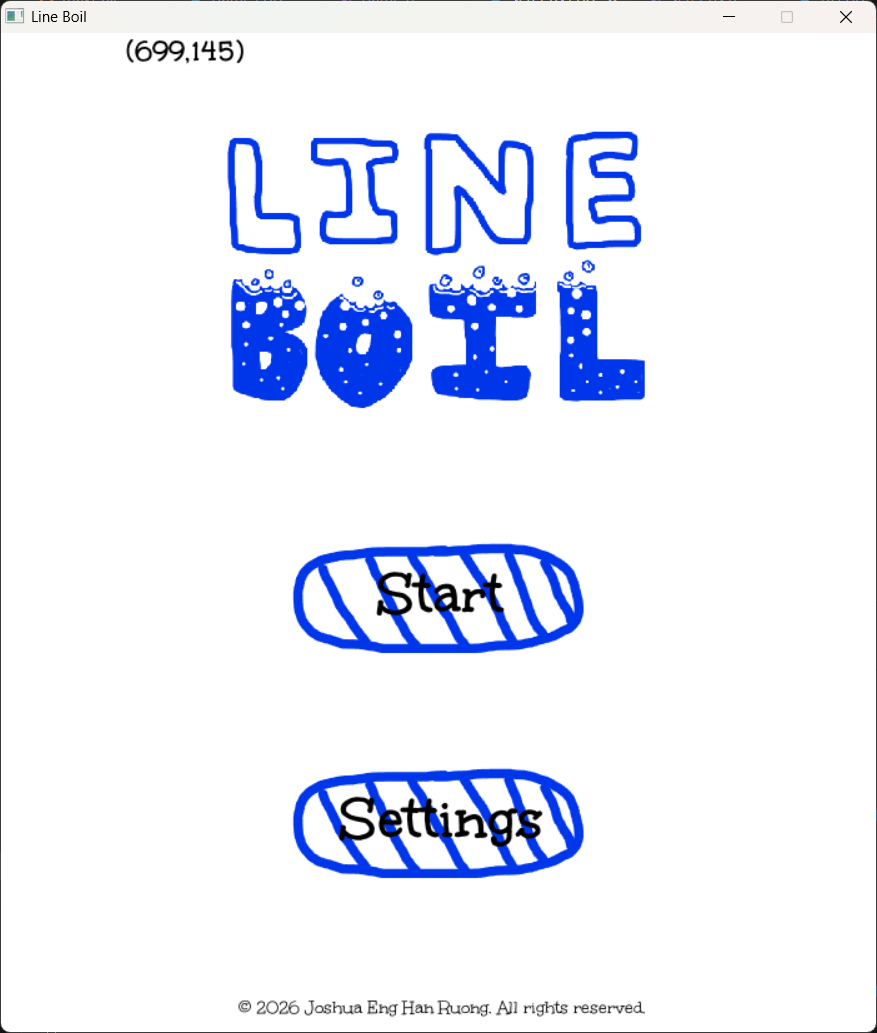 Line Boil
(699,145)
LINE
BOIL
Start
Settings
© 2026 Joshua Eng Han Ruong. All rights reserved.